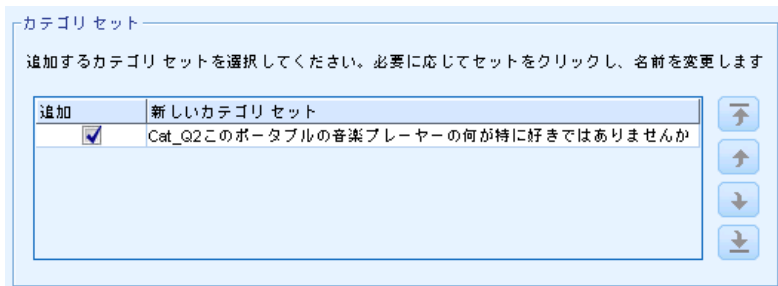 カテゴリ セット
追加するカテゴリ セットを選択してください。必要に応じてセットをクリックし、名前を変更します
追加 新しいカテゴリ セット
Cat_Q2このポータブルの音楽プレーヤーの何が特に好きではありませんか